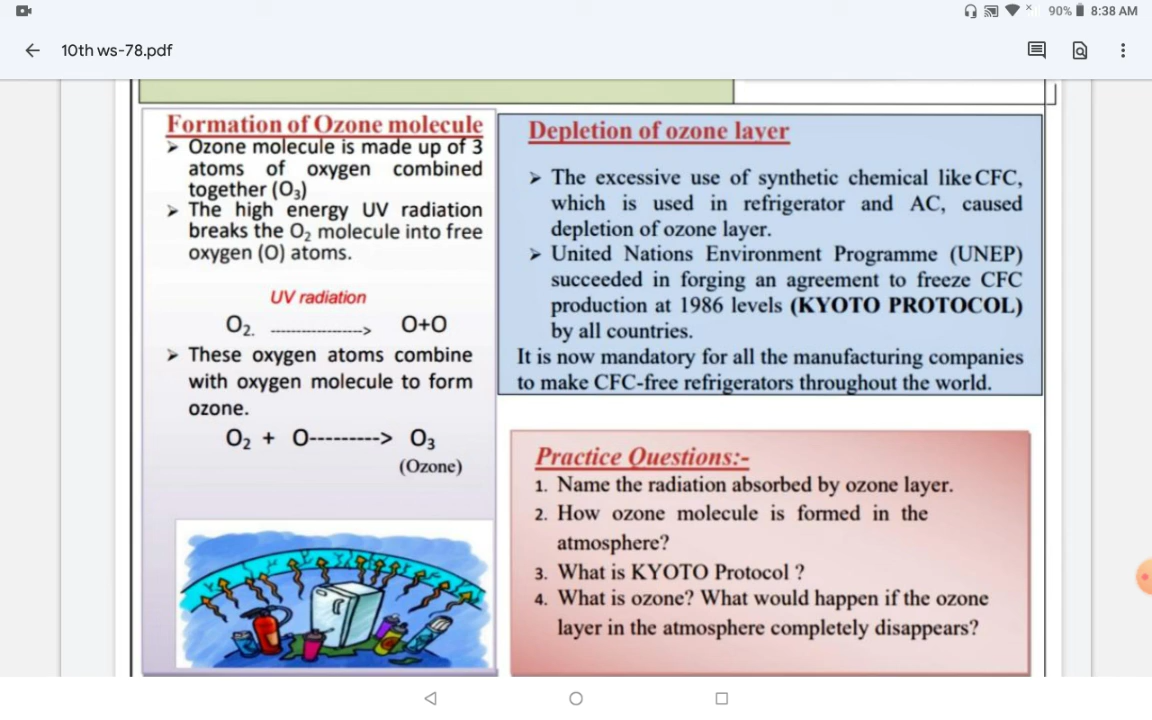 90% 8:38 AM
10th ws-78.pdf
Formation of Ozone molecule
➢ Ozone molecule is made up of 3
atoms of oxygen combined
together (O₃)
➢ The high energy UV radiation
breaks the O₂ molecule into free
oxygen (O) atoms.
UV radiation
O₂. ------------------> O+O
➢ These oxygen atoms combine
with oxygen molecule to form
ozone.
O₂ + O---------> O₃
(Ozone)
Depletion of ozone layer
➢ The excessive use of synthetic chemical like CFC,
which is used in refrigerator and AC, caused
depletion of ozone layer.
➢ United Nations Environment Programme (UNEP)
succeeded in forging an agreement to freeze CFC
production at 1986 levels (KYOTO PROTOCOL)
by all countries.
It is now mandatory for all the manufacturing companies
to make CFC-free refrigerators throughout the world.
Practice Questions:-
1. Name the radiation absorbed by ozone layer.
2. How ozone molecule is formed in the
atmosphere?
3. What is KYOTO Protocol ?
4. What is ozone? What would happen if the ozone
layer in the atmosphere completely disappears?